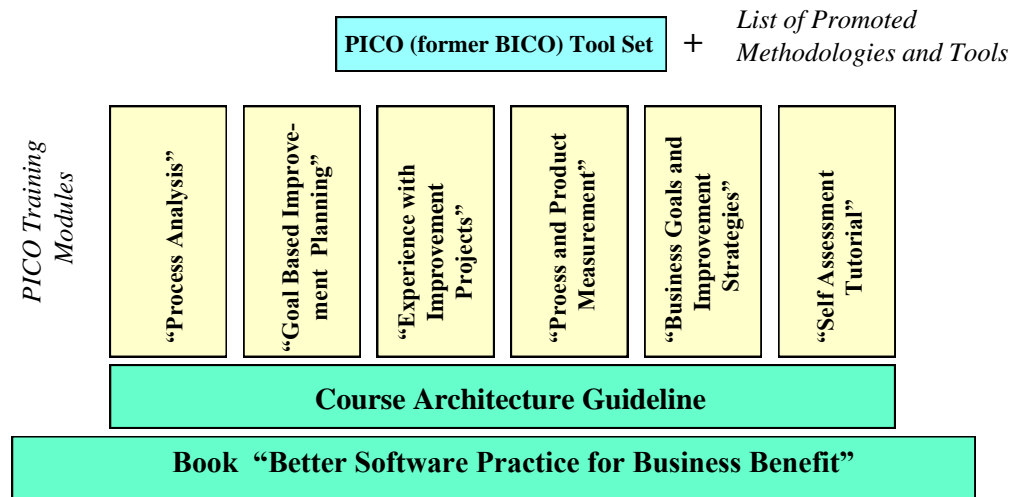 PICO (former BICO) Tool Set
+
List of Promoted
Methodologies and Tools
PICO Training
Modules
“Process Analysis”
“Goal Based Improve-
ment Planning”
“Experience with
Improvement
Projects”
“Proess and Product
Measurement”
“Business Goals and
Improvement
Strategies”
“Self Assessment
Tutorial”
Course Architecture Guideline
Book “Better Software Practice for Business Benefit”